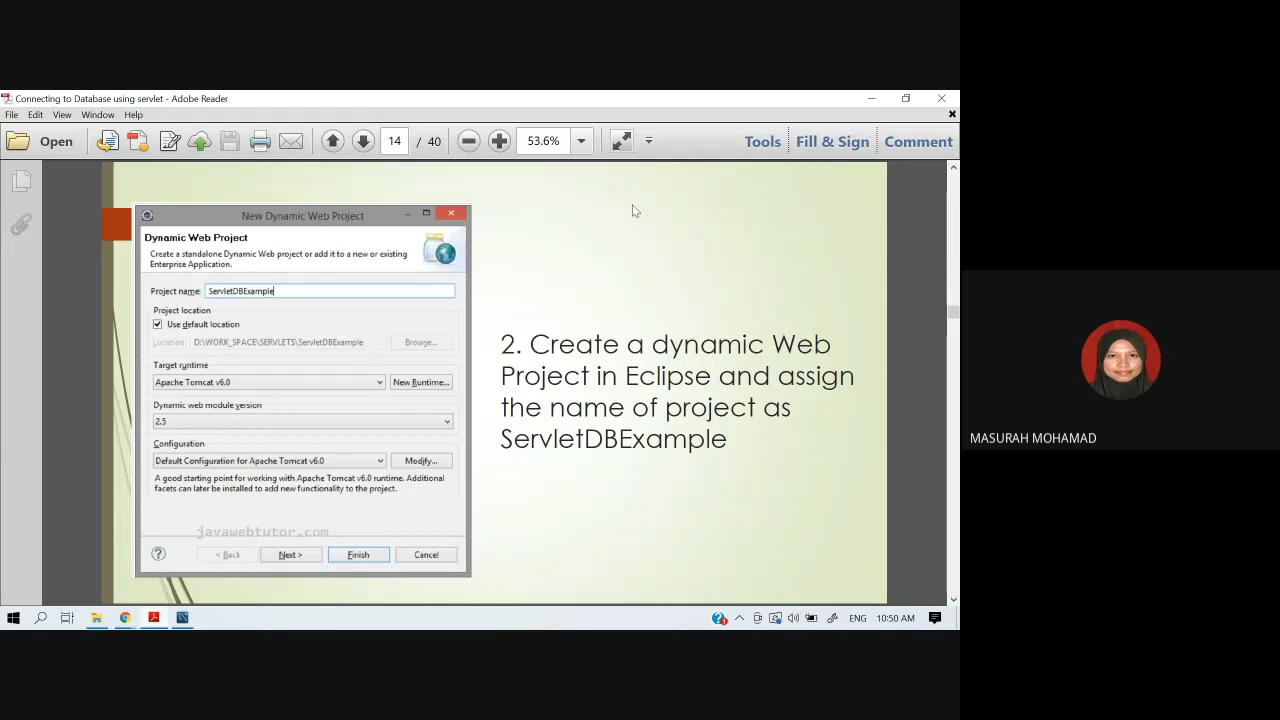 Connecting to Database using servlet - Adobe Reader
File Edit View Window Help
Open 14 / 40 53.6% Tools Fill & Sign Comment
New Dynamic Web Project
Dynamic Web Project
Create a standalone Dynamic Web project or add it to a new or existing
Enterprise Application.
Project name: ServletDBExample
Project location
Use default location
Location: D:\WORK_SPACE\SERVLETS\ServletDBExample Browse...
Target runtime
Apache Tomcat v6.0 New Runtime...
Dynamic web module version
2.5
Configuration
Default Configuration for Apache Tomcat v6.0 Modify...
A good starting point for working with Apache Tomcat v6.0 runtime. Additional
facets can later be installed to add new functionality to the project.
javawebtutor.com
? < Back Next > Finish Cancel
2. Create a dynamic Web
Project in Eclipse and assign
the name of project as
ServletDBExample
MASURAH MOHAMAD
ENG 10:50 AM